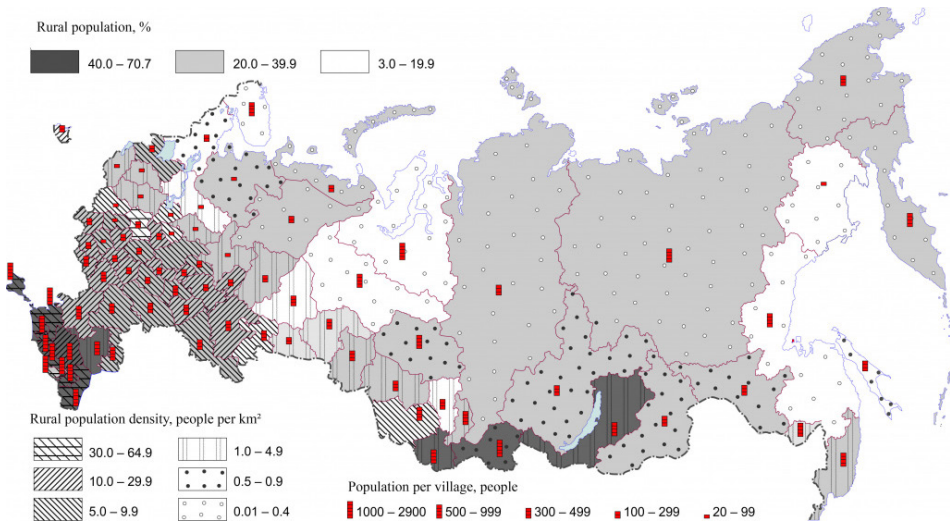 Rural population, %
40.0 – 70.7
20.0 – 39.9
3.0 – 19.9
Rural population density, people per km²
30.0 – 64.9
1.0 – 4.9
10.0 – 29.9
0.5 – 0.9
5.0 – 9.9
0.01 – 0.4
Population per village, people
1000 – 2900
500 – 999
300 – 499
100 – 299
20 – 99